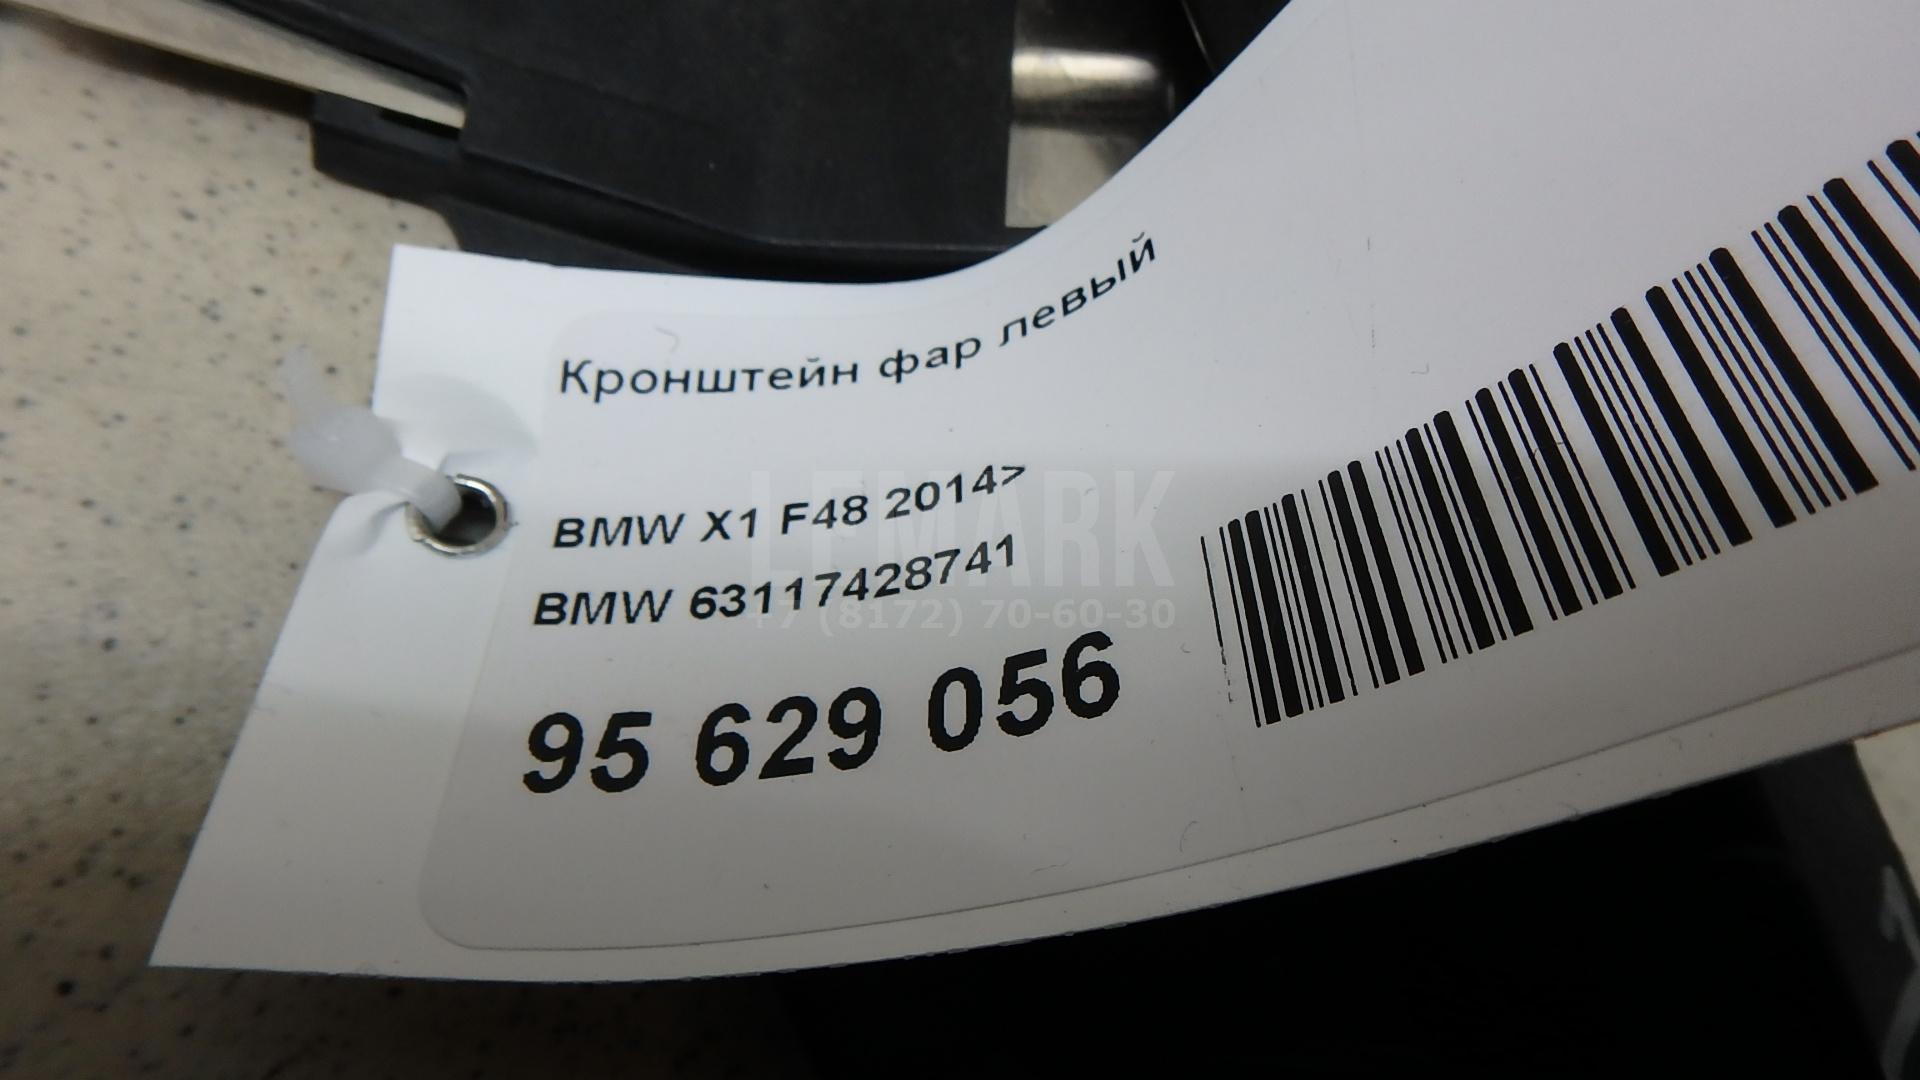 Кронштейн фар левый
BMW X1 F48 2014>
BMW 63117428741
95 629 056
LEMARK
+7 (8172) 70-60-30